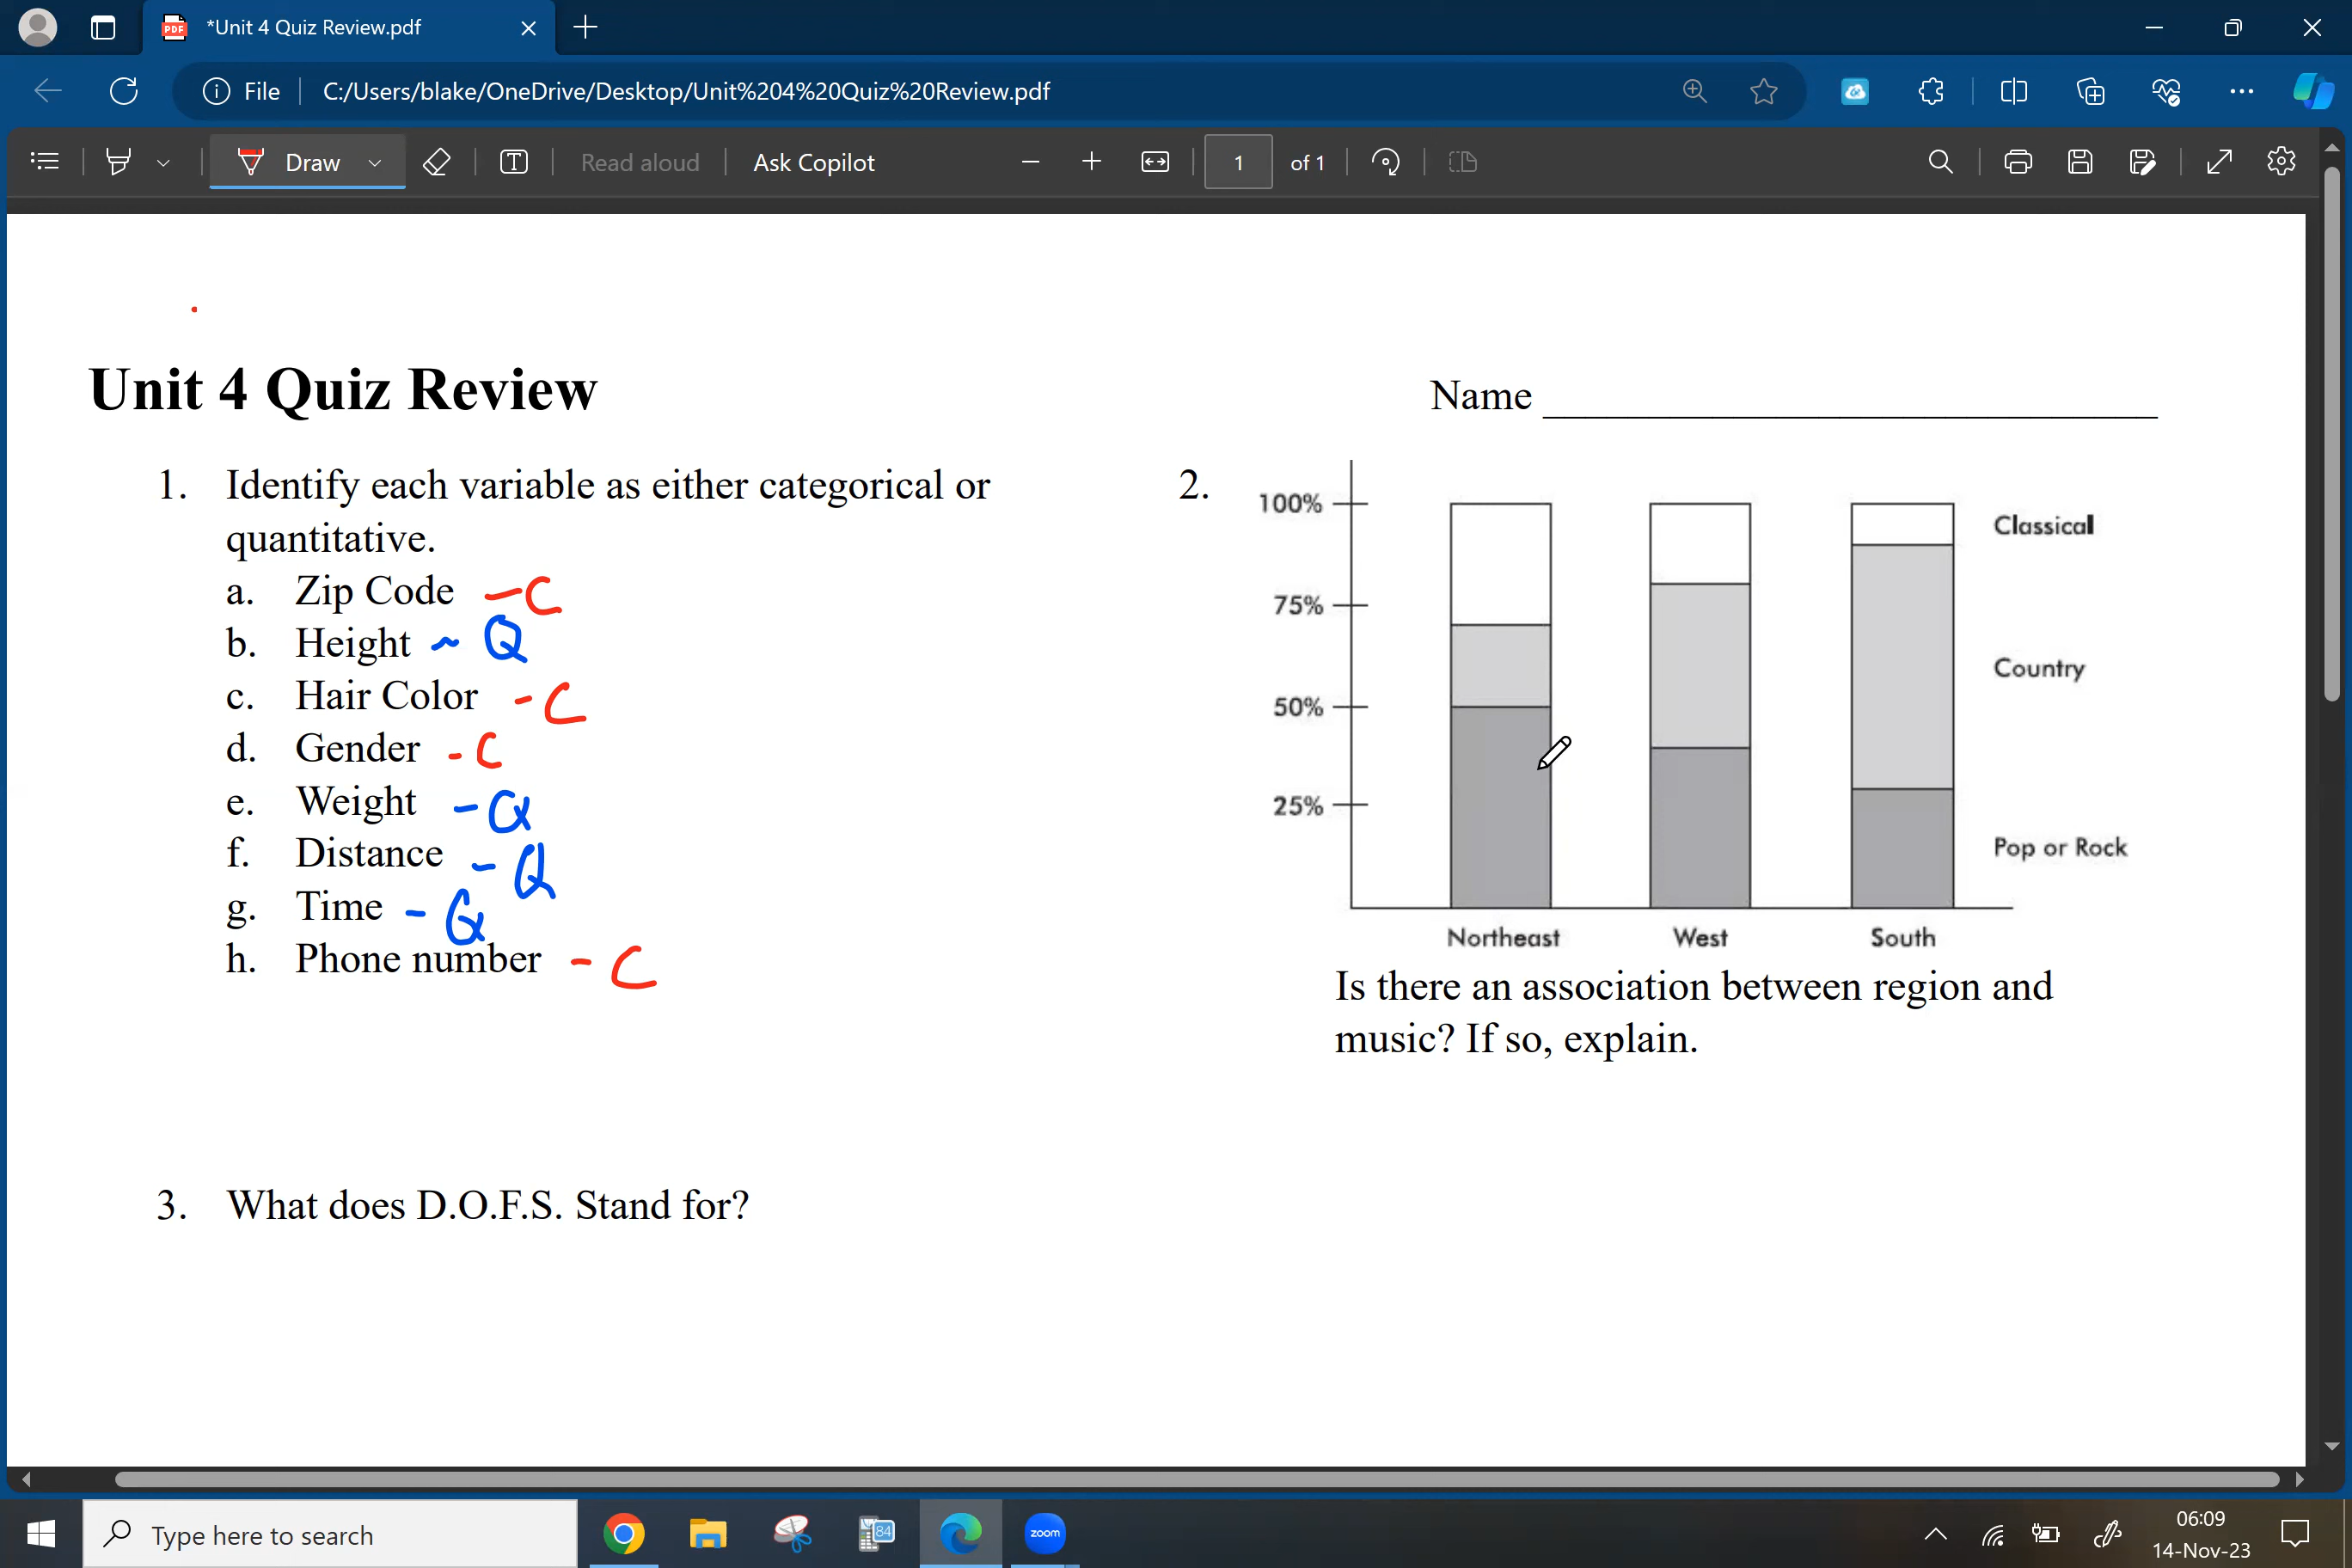 *Unit 4 Quiz Review.pdf
File
C:/Users/blake/OneDrive/Desktop/Unit%204%20Quiz%20Review.pdf
Draw
Read aloud
Ask Copilot
1
of 1
Unit 4 Quiz Review
Name
1. Identify each variable as either categorical or
quantitative.
a. Zip Code - C
b. Height ~ Q
c. Hair Color - C
d. Gender - C
e. Weight - Q
f. Distance - Q
g. Time - Q
h. Phone number - C
2.
100%
75%
50%
25%
Classical
Country
Pop or Rock
Northeast West South
Is there an association between region and
music? If so, explain.
3. What does D.O.F.S. Stand for?
Type here to search
84
zoom
06:09
14-Nov-23